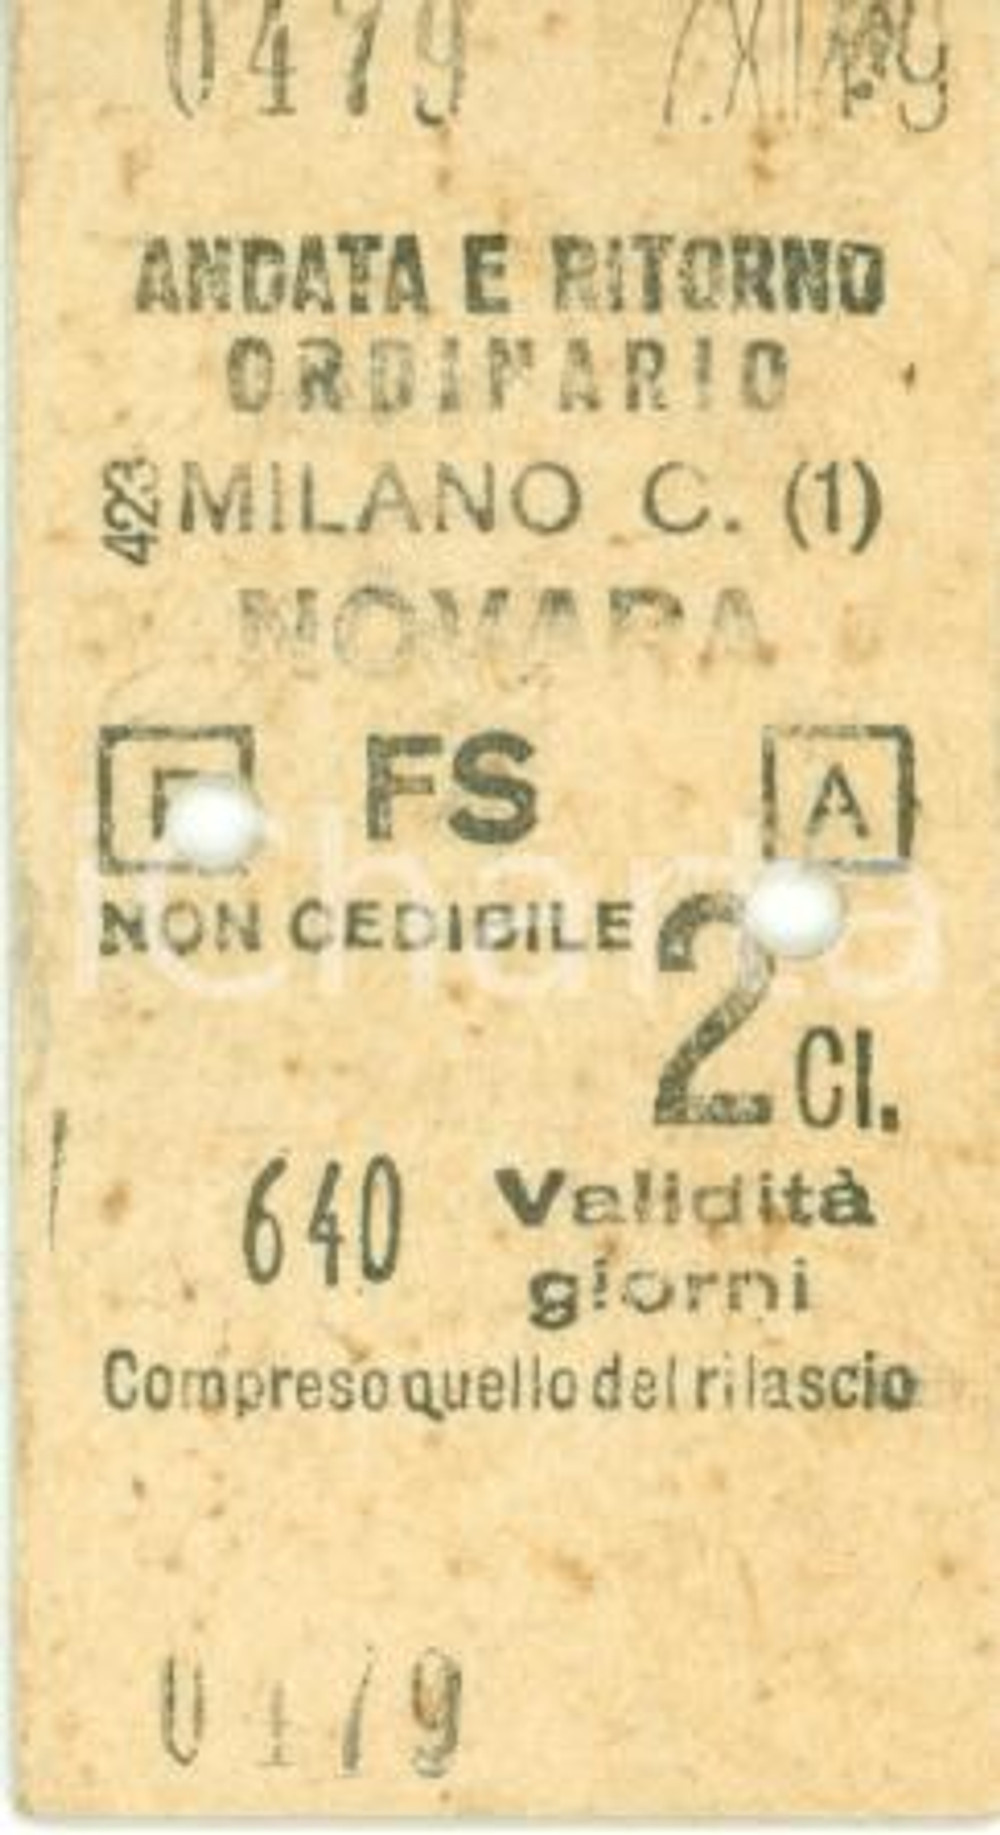 0479
ANDATA E RITORNO
ORDINARIO
423 MILANO C. (1)
NOVARA
FS A
NON CEDIBILE
2 Cl.
640 Validità
giorni
Compreso quello del rilascio
0479